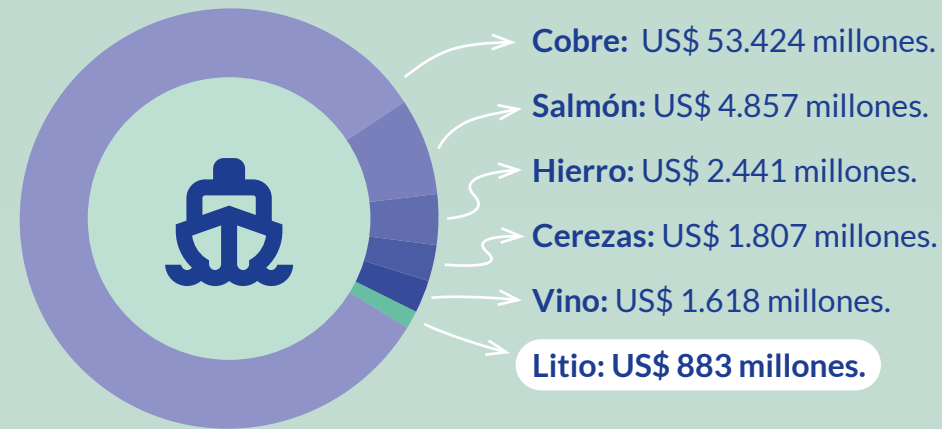 Cobre: US$ 53.424 millones.
Salmón: US$ 4.857 millones.
Hierro: US$ 2.441 millones.
Cerezas: US$ 1.807 millones.
Vino: US$ 1.618 millones.
Litio: US$ 883 millones.